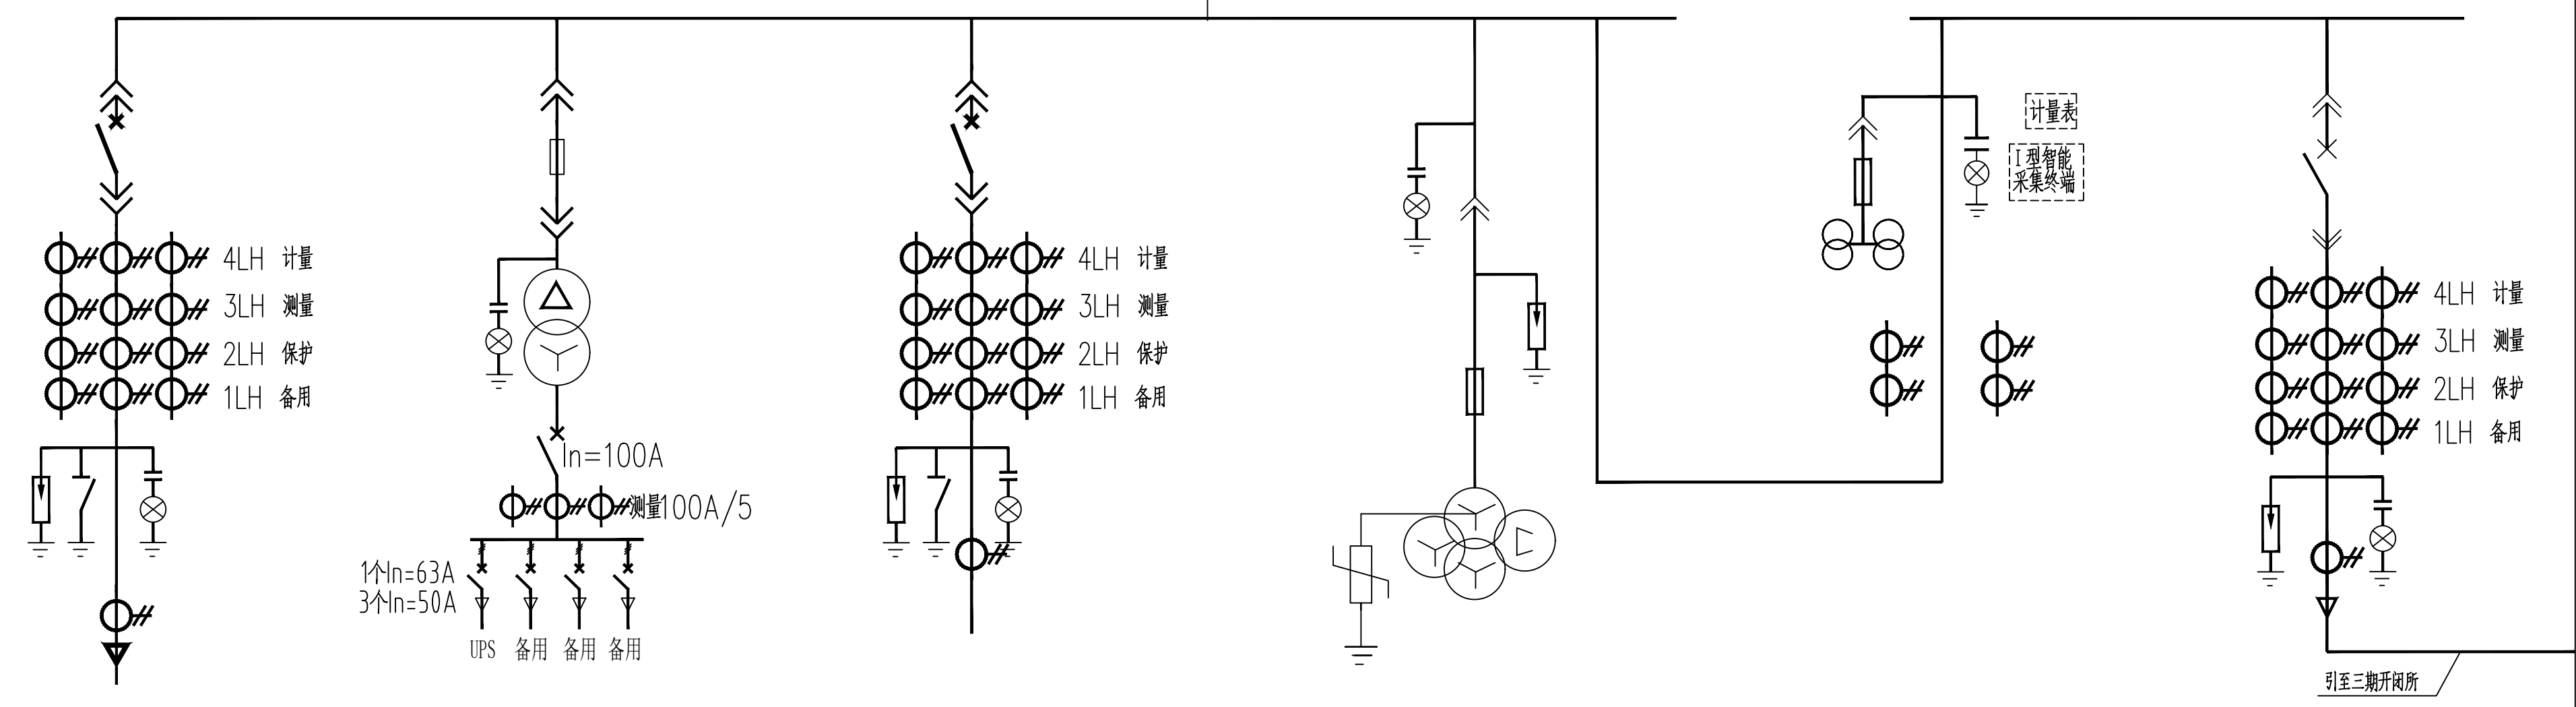 计量表
I型智能
采集终端
4LH 计量
3LH 测量
2LH 保护
1LH 备用
In=100A
测量100A/5
1个In=63A
3个In=50A
UPS 备用 备用 备用
4LH 计量
3LH 测量
2LH 保护
1LH 备用
4LH 计量
3LH 测量
2LH 保护
1LH 备用
引至三期开闭所